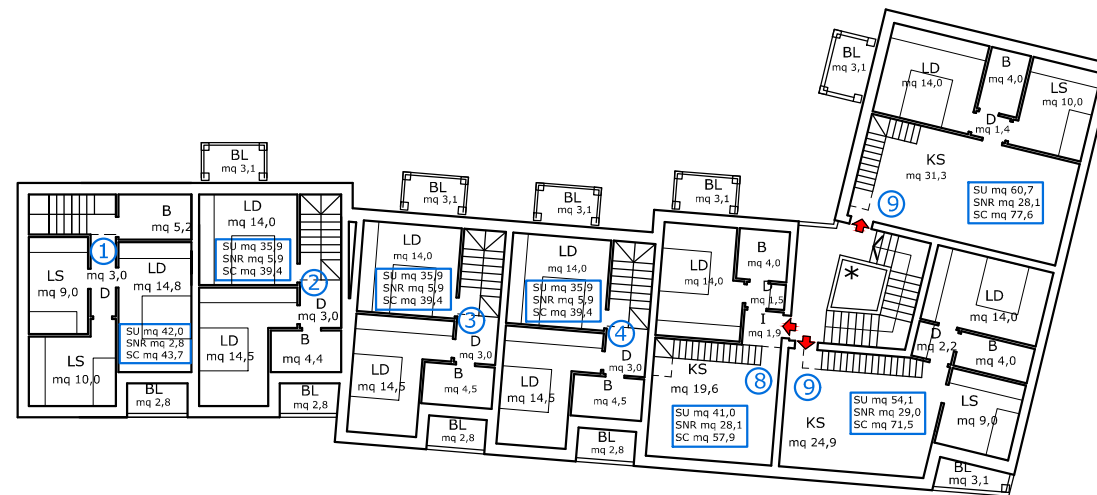 BL
mq 3,1
B
mq 5,2
1
mq 3,0
D
LS
mq 9,0
LD
mq 14,8
SU mq 42,0
SNR mq 2,8
SC mq 43,7
LS
mq 10,0
BL
mq 2,8
LD
mq 14,0
SU mq 35,9
SNR mq 5,9
SC mq 39,4
2
D
mq 3,0
LD
mq 14,5
B
mq 4,4
BL
mq 2,8
BL
mq 3,1
LD
mq 14,0
SU mq 35,9
SNR mq 5,9
SC mq 39,4
3
D
mq 3,0
LD
mq 14,5
B
mq 4,5
BL
mq 2,8
BL
mq 3,1
LD
mq 14,0
SU mq 35,9
SNR mq 5,9
SC mq 39,4
4
D
mq 3,0
LD
mq 14,5
B
mq 4,5
BL
mq 2,8
BL
mq 3,1
LD
mq 14,0
B
mq 4,0
D
mq 1,5
I
mq 1,9
KS
mq 19,6
8
SU mq 41,0
SNR mq 28,1
SC mq 57,9
BL
mq 3,1
LD
mq 14,0
B
mq 4,0
LS
mq 10,0
D
mq 1,4
KS
mq 31,3
9
SU mq 60,7
SNR mq 28,1
SC mq 77,6
*
LD
mq 14,0
D
mq 2,2
B
mq 4,0
LS
mq 9,0
9
SU mq 54,1
SNR mq 29,0
SC mq 71,5
KS
mq 24,9
BL
mq 3,1